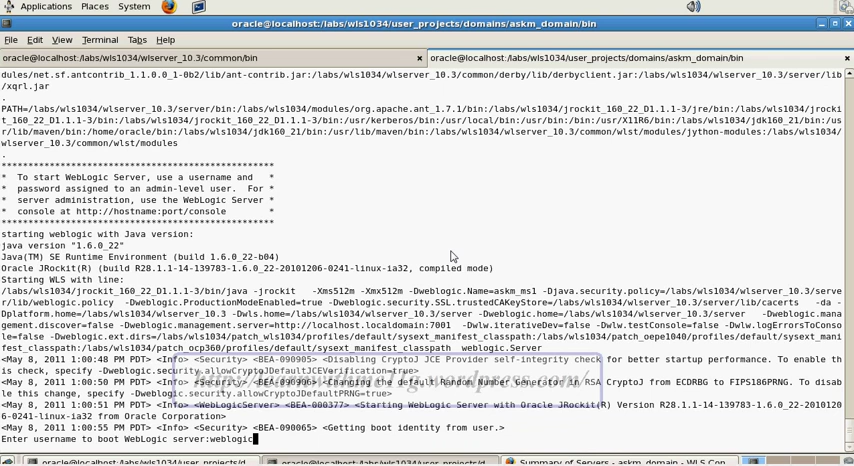 Applications Places System
oracle@localhost:/labs/wls1034/user_projects/domains/askm_domain/bin
File Edit View Terminal Tabs Help
oracle@localhost:/labs/wls1034/wlserver_10.3/common/bin
oracle@localhost:/labs/wls1034/user_projects/domains/askm_domain/bin
dules/net.sf.antcontrib_1.1.0.0_1-0b2/lib/ant-contrib.jar:/labs/wls1034/wlserver_10.3/common/derby/lib/derbyclient.jar:/labs/wls1034/wlserver_10.3/server/lib
/xqrl.jar
.
PATH=/labs/wls1034/wlserver_10.3/server/bin:/labs/wls1034/modules/org.apache.ant_1.7.1/bin:/labs/wls1034/jrockit_160_22_D1.1.1-3/jre/bin:/labs/wls1034/jrocki
t_160_22_D1.1.1-3/bin:/labs/wls1034/jrockit_160_22_D1.1.1-3/bin:/usr/kerberos/bin:/usr/local/bin:/usr/bin:/bin:/usr/X11R6/bin:/labs/wls1034/jdk160_21/bin:/us
r/lib/maven/bin:/home/oracle/bin:/labs/wls1034/jdk160_21/bin:/usr/lib/maven/bin:/labs/wls1034/wlserver_10.3/common/wlst/modules/jython-modules:/labs/wls1034/
wlserver_10.3/common/wlst/modules
.
***************************************************
* To start WebLogic Server, use a username and *
* password assigned to an admin-level user. For *
* server administration, use the WebLogic Server *
* console at http://hostname:port/console *
***************************************************
starting weblogic with Java version:
java version "1.6.0_22"
Java(TM) SE Runtime Environment (build 1.6.0_22-b04)
Oracle JRockit(R) (build R28.1.1-14-139783-1.6.0_22-20101206-0241-linux-ia32, compiled mode)
Starting WLS with line:
/labs/wls1034/jrockit_160_22_D1.1.1-3/bin/java -jrockit -Xms512m -Xmx512m -Dweblogic.Name=askm_ms1 -Djava.security.policy=/labs/wls1034/wlserver_10.3/serve
r/lib/weblogic.policy -Dweblogic.ProductionModeEnabled=true -Dweblogic.security.SSL.trustedCAKeyStore=/labs/wls1034/wlserver_10.3/server/lib/cacerts -da -
Dplatform.home=/labs/wls1034/wlserver_10.3 -Dwls.home=/labs/wls1034/wlserver_10.3/server -Dweblogic.home=/labs/wls1034/wlserver_10.3/server -Dweblogic.mana
gement.discover=false -Dweblogic.management.server=http://localhost.localdomain:7001 -Dwlw.iterativeDev=false -Dwlw.testConsole=false -Dwlw.logErrorsToConso
le=false -Dweblogic.ext.dirs=/labs/wls1034/patch_wls1034/profiles/default/sysext_manifest_classpath:/labs/wls1034/patch_oepe1040/profiles/default/sysext_mani
fest_classpath:/labs/wls1034/patch_ocp360/profiles/default/sysext_manifest_classpath weblogic.Server
<May 8, 2011 1:00:48 PM PDT> <Info> <Security> <BEA-090905> <Disabling CryptoJ JCE Provider self-integrity check for better startup performance. To enable th
is check, specify -Dweblogic.security.allowCryptoJDefaultJCEVerification=true>
<May 8, 2011 1:00:50 PM PDT> <Info> <Security> <BEA-090906> <Changing the default Random Number Generator in RSA CryptoJ from ECDRBG to FIPS186PRNG. To disab
le this change, specify -Dweblogic.security.allowCryptoJDefaultPRNG=true>
<May 8, 2011 1:00:51 PM PDT> <Info> <WebLogicServer> <BEA-000377> <Starting WebLogic Server with Oracle JRockit(R) Version R28.1.1-14-139783-1.6.0_22-2010120
6-0241-linux-ia32 from Oracle Corporation>
<May 8, 2011 1:00:55 PM PDT> <Info> <Security> <BEA-090065> <Getting boot identity from user.>
Enter username to boot WebLogic server:weblogic
oracle@localhost:/labs/wls1034/user_projects/d...
oracle@localhost:/labs/wls1034/user_projects/d...
Summary of Servers - askm_domain - WLS Con...